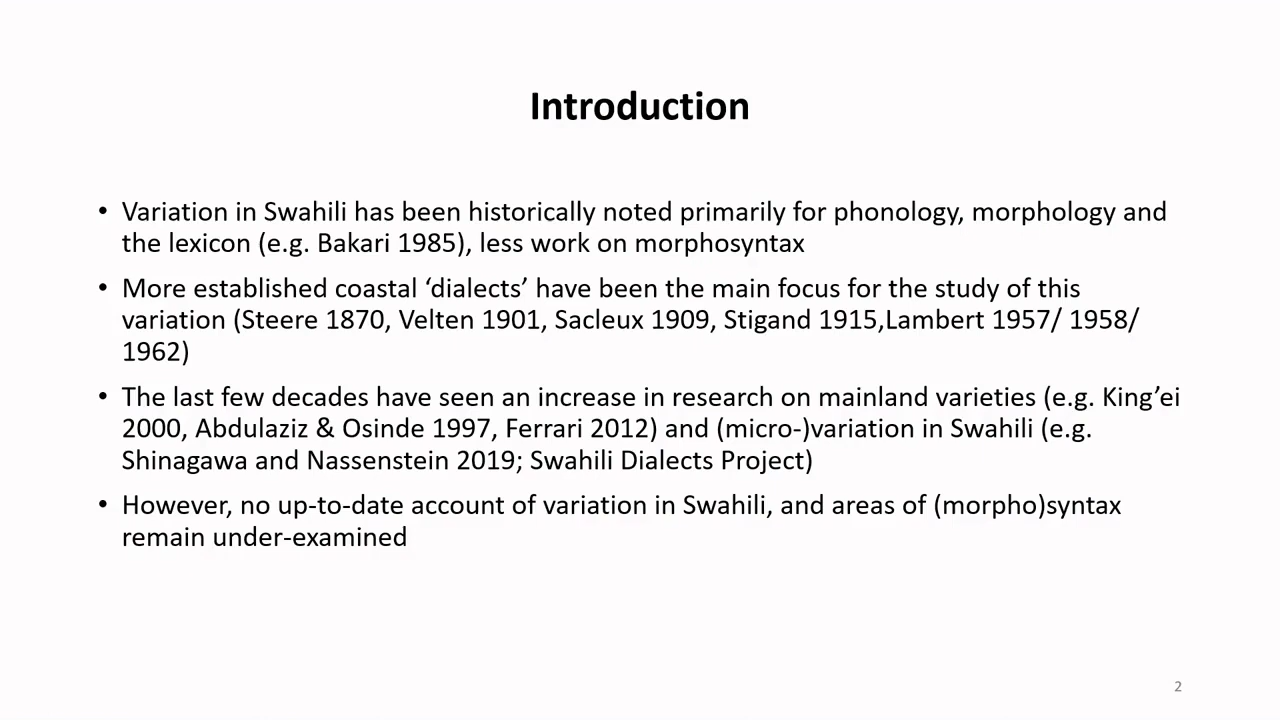 Introduction
• Variation in Swahili has been historically noted primarily for phonology, morphology and
the lexicon (e.g. Bakari 1985), less work on morphosyntax
• More established coastal ‘dialects’ have been the main focus for the study of this
variation (Steere 1870, Velten 1901, Sacleux 1909, Stigand 1915,Lambert 1957/ 1958/
1962)
• The last few decades have seen an increase in research on mainland varieties (e.g. King’ei
2000, Abdulaziz & Osinde 1997, Ferrari 2012) and (micro-)variation in Swahili (e.g.
Shinagawa and Nassenstein 2019; Swahili Dialects Project)
• However, no up-to-date account of variation in Swahili, and areas of (morpho)syntax
remain under-examined
2